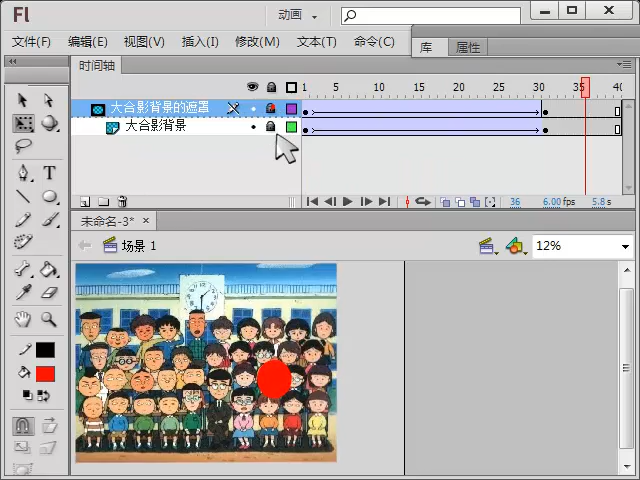 Fl 动画
文件(F) 编辑(E) 视图(V) 插入(I) 修改(M) 文本(T) 命令(C)
库 属性
时间轴
1 5 10 15 20 25 30 35 40
大合影背景的遮罩
大合影背景
36 6.00 fps 5.8 s
未命名-3* ×
场景 1 12%
T